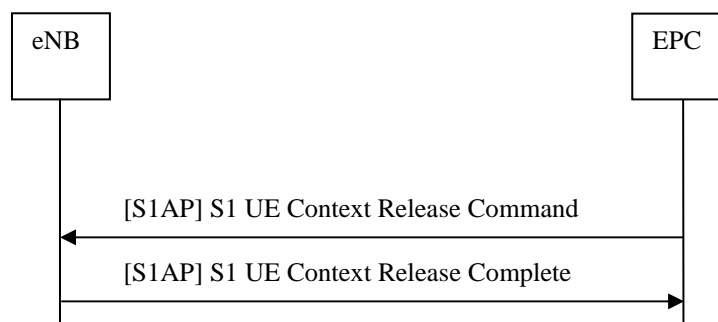 eNB
EPC
[S1AP] S1 UE Context Release Command
[S1AP] S1 UE Context Release Complete